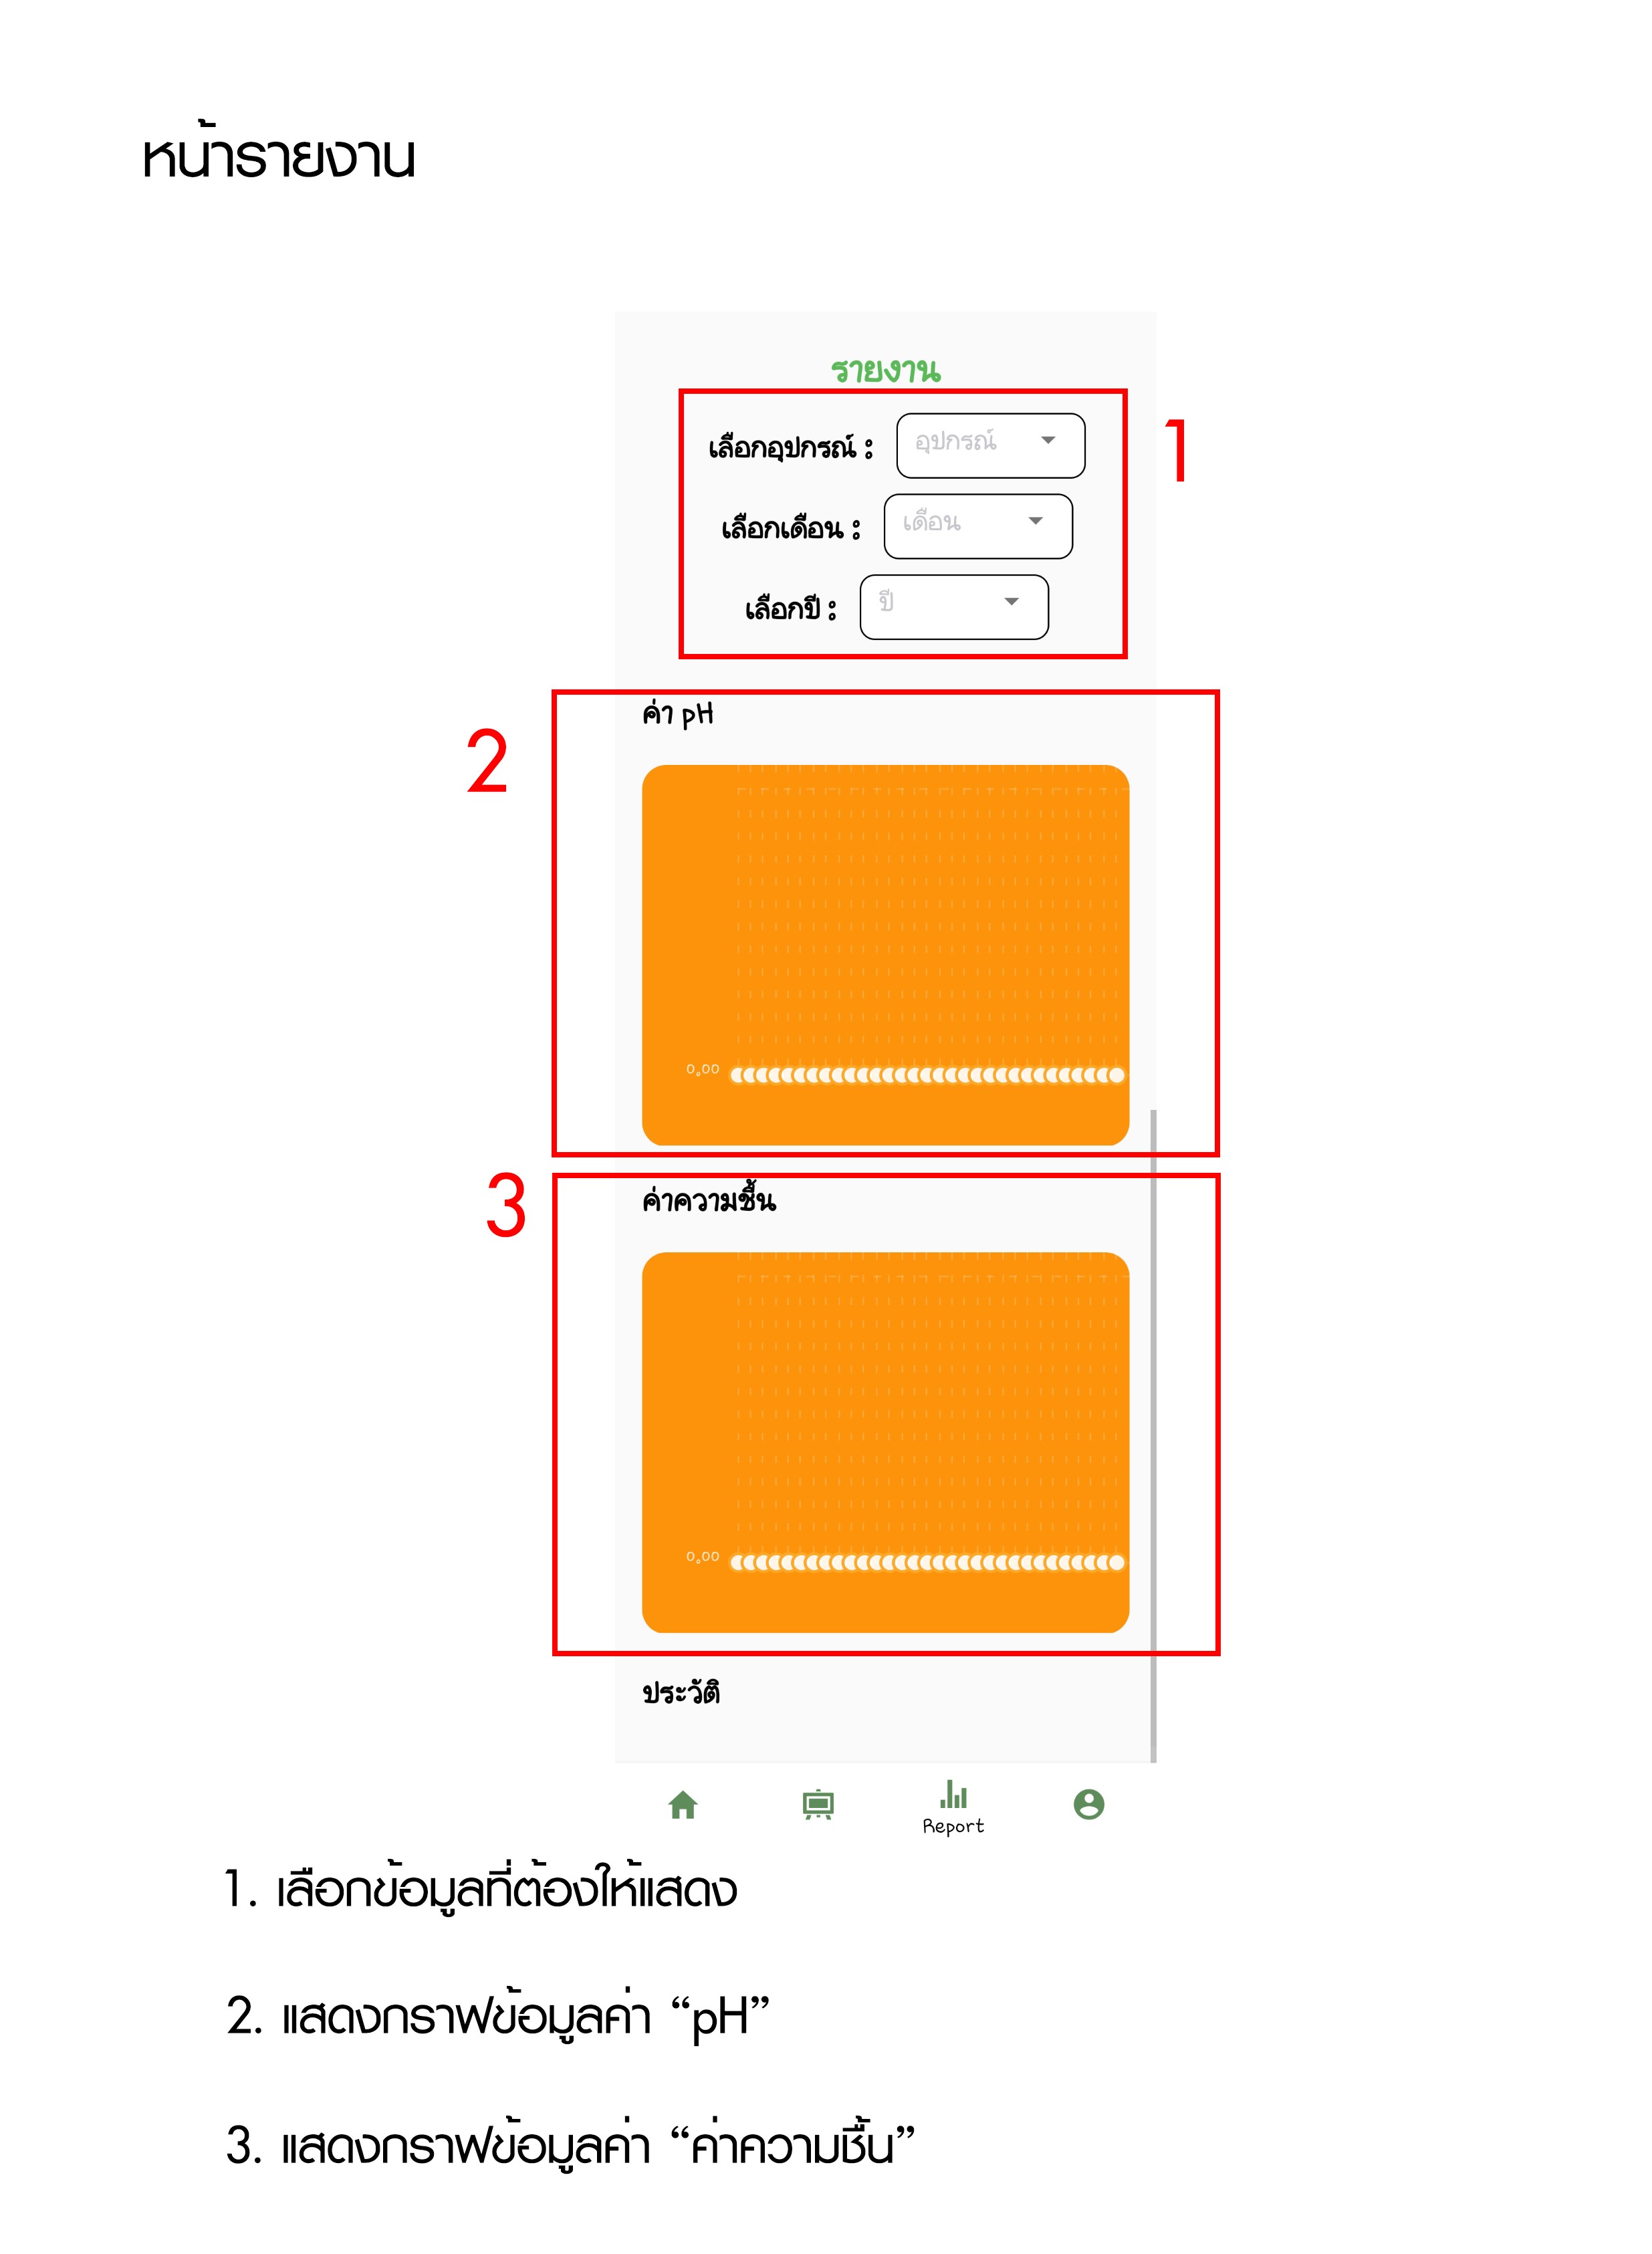 หน้ารายงาน
รายงาน
เลือกอุปกรณ์ : อุปกรณ์
1
เลือกเดือน : เดือน
เลือกปี : ปี
ค่า pH
2
0.00
3
ค่าความชื้น
0.00
ประวัติ
Report
1. เลือกข้อมูลที่ต้องให้แสดง
2. แสดงกราฟข้อมูลค่า “pH”
3. แสดงกราฟข้อมูลค่า “ค่าความชื้น”